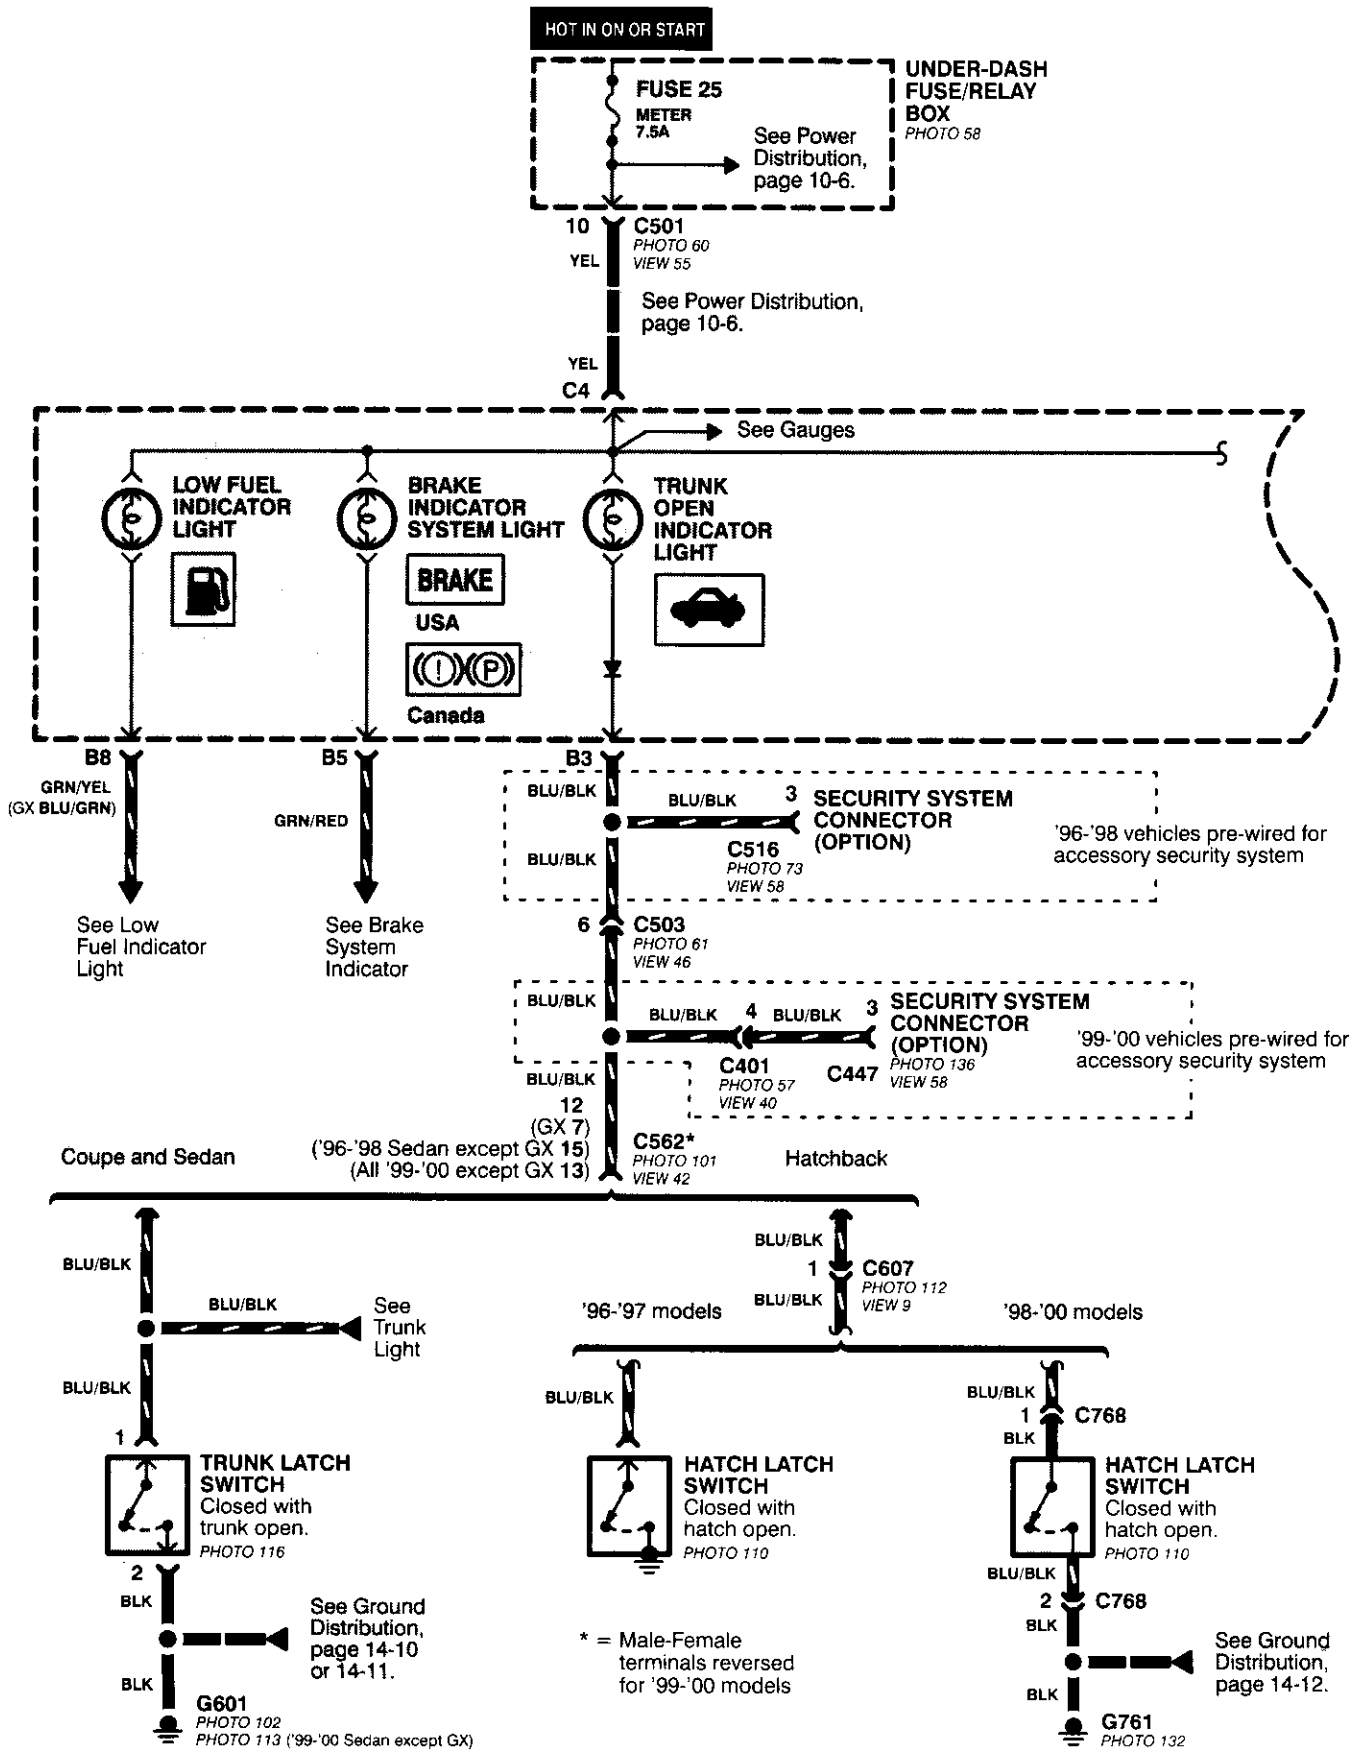 HOT IN ON OR START
FUSE 25
METER
7.5A
See Power
Distribution,
page 10-6.
UNDER-DASH
FUSE/RELAY
BOX
PHOTO 58
10
C501
PHOTO 60
VIEW 55
YEL
See Power Distribution,
page 10-6.
YEL
C4
See Gauges
LOW FUEL
INDICATOR
LIGHT
BRAKE
INDICATOR
SYSTEM LIGHT
BRAKE
USA
(!)(P)
Canada
TRUNK
OPEN
INDICATOR
LIGHT
B8
GRN/YEL
(GX BLU/GRN)
See Low
Fuel Indicator
Light
B5
GRN/RED
See Brake
System
Indicator
B3
BLU/BLK
BLU/BLK
3
SECURITY SYSTEM
CONNECTOR
(OPTION)
'96-'98 vehicles pre-wired for
accessory security system
BLU/BLK
C516
PHOTO 73
VIEW 58
6
C503
PHOTO 61
VIEW 46
BLU/BLK
BLU/BLK
4
BLU/BLK
3
SECURITY SYSTEM
CONNECTOR
(OPTION)
PHOTO 136
VIEW 58
'99-'00 vehicles pre-wired for
accessory security system
C401
PHOTO 57
VIEW 40
C447
BLU/BLK
12
(GX 7)
('96-'98 Sedan except GX 15)
(All '99-'00 except GX 13)
C562*
PHOTO 101
VIEW 42
Coupe and Sedan
Hatchback
BLU/BLK
BLU/BLK
See
Trunk
Light
BLU/BLK
1
TRUNK LATCH
SWITCH
Closed with
trunk open.
PHOTO 116
2
BLK
See Ground
Distribution,
page 14-10
or 14-11.
BLK
G601
PHOTO 102
PHOTO 113 ('99-'00 Sedan except GX)
BLU/BLK
1
C607
PHOTO 112
VIEW 9
BLU/BLK
'96-'97 models
'98-'00 models
BLU/BLK
HATCH LATCH
SWITCH
Closed with
hatch open.
PHOTO 110
* = Male-Female
terminals reversed
for '99-'00 models
BLU/BLK
1
C768
BLK
HATCH LATCH
SWITCH
Closed with
hatch open.
PHOTO 110
BLU/BLK
2
C768
BLK
See Ground
Distribution,
page 14-12.
BLK
G761
PHOTO 132